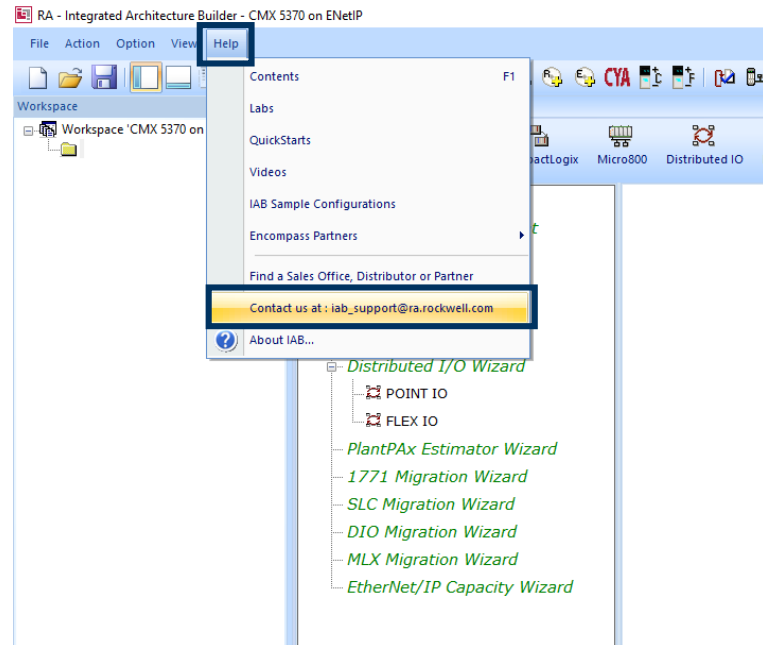 RA - Integrated Architecture Builder - CMX 5370 on ENetIP
File Action Option View Help
CYA
Workspace
Workspace 'CMX 5370 on
Contents F1
Labs
QuickStarts
Videos
IAB Sample Configurations
Encompass Partners
Find a Sales Office, Distributor or Partner
Contact us at : iab_support@ra.rockwell.com
About IAB...
Micro800 Distributed IO
Distributed I/O Wizard
POINT IO
FLEX IO
PlantPAx Estimator Wizard
1771 Migration Wizard
SLC Migration Wizard
DIO Migration Wizard
MLX Migration Wizard
EtherNet/IP Capacity Wizard